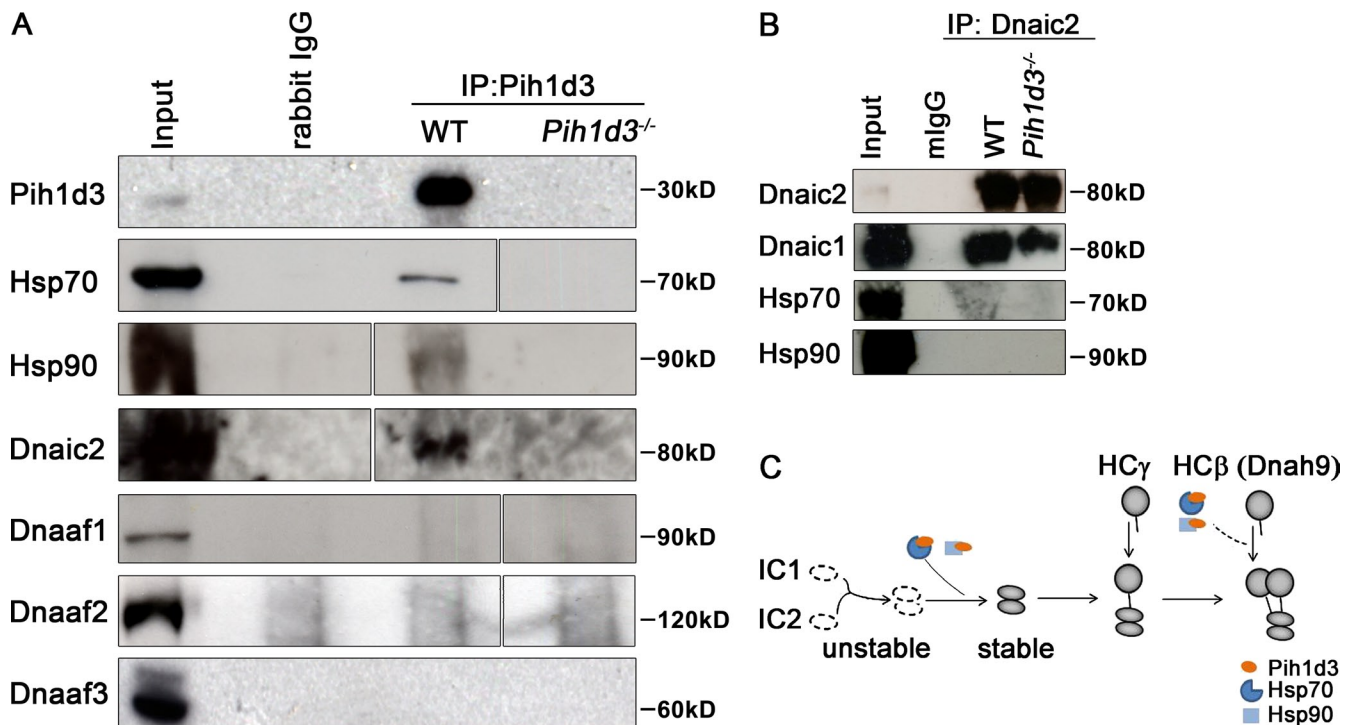 A
Input
rabbit IgG
IP:Pih1d3
WT
Pih1d3-/-
Pih1d3
–30kD
Hsp70
–70kD
Hsp90
–90kD
Dnaic2
–80kD
Dnaaf1
–90kD
Dnaaf2
–120kD
Dnaaf3
–60kD
B
IP: Dnaic2
Input
mIgG
WT
Pih1d3-/-
Dnaic2
–80kD
Dnaic1
–80kD
Hsp70
–70kD
Hsp90
–90kD
C
HCγ
HCβ (Dnah9)
IC1
IC2
unstable
stable
Pih1d3
Hsp70
Hsp90